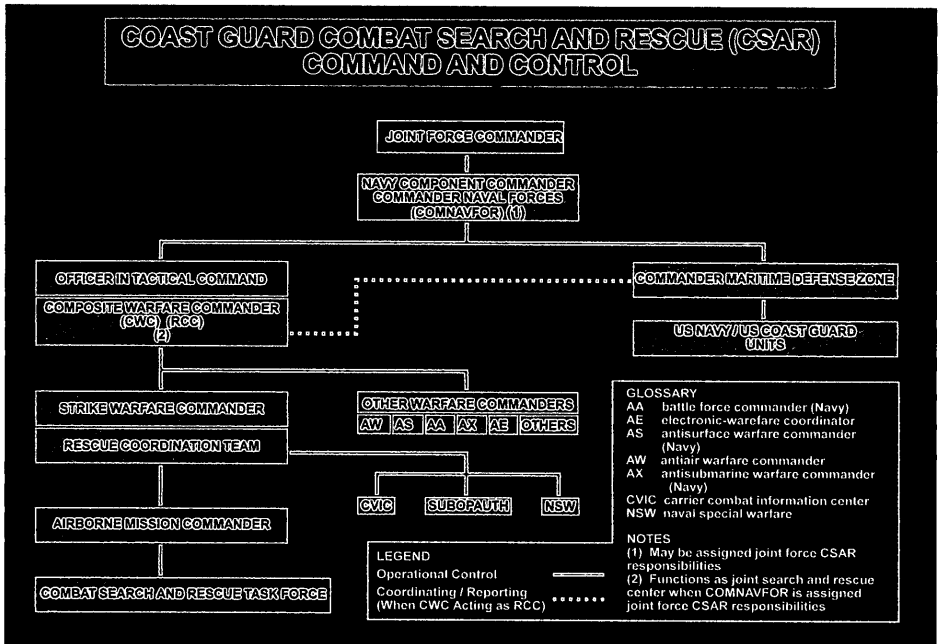 COAST GUARD COMBAT SEARCH AND RESCUE (CSAR)
COMMAND AND CONTROL
JOINT FORCE COMMANDER
NAVY COMPONENT COMMANDER
COMMANDER NAVAL FORCES
(COMNAVFOR) (1)
OFFICER IN TACTICAL COMMAND
COMPOSITE WARFARE COMMANDER
(CWC) (RCC)
(2)
COMMANDER MARITIME DEFENSE ZONE
US NAVY / US COAST GUARD
UNITS
STRIKE WARFARE COMMANDER
RESCUE COORDINATION TEAM
OTHER WARFARE COMMANDERS
AW AS AA AX AE OTHERS
CVIC SUBOPAUTH NSW
AIRBORNE MISSION COMMANDER
COMBAT SEARCH AND RESCUE TASK FORCE
LEGEND
Operational Control
Coordinating / Reporting
(When CWC Acting as RCC)
GLOSSARY
AA battle force commander (Navy)
AE electronic-warefare coordinator
AS antisurface warfare commander
(Navy)
AW antiair warfare commander
AX antisubmarine warfare commander
(Navy)
CVIC carrier combat information center
NSW naval special warfare
NOTES
(1) May be assigned joint force CSAR
responsibilities
(2) Functions as joint search and rescue
center when COMNAVFOR is assigned
joint force CSAR responsibilities